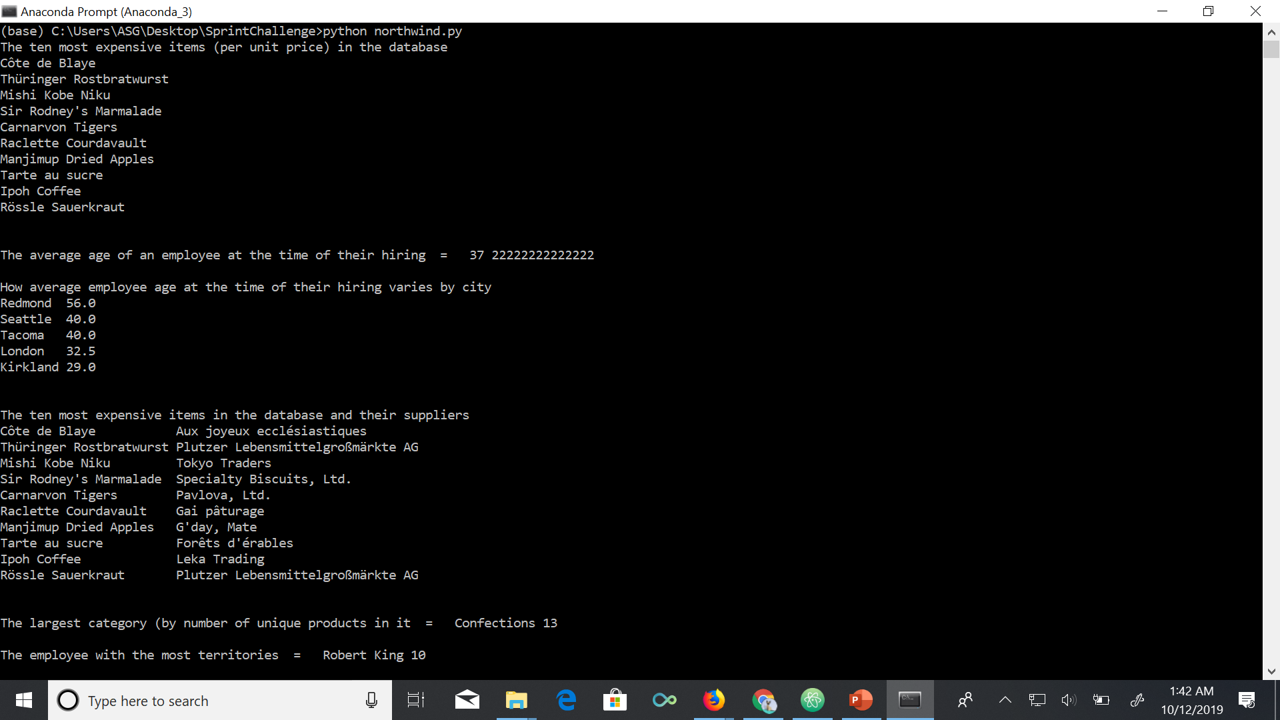 Anaconda Prompt (Anaconda_3)
(base) C:\Users\ASG\Desktop\SprintChallenge>python northwind.py
The ten most expensive items (per unit price) in the database
Côte de Blaye
Thüringer Rostbratwurst
Mishi Kobe Niku
Sir Rodney's Marmalade
Carnarvon Tigers
Raclette Courdavault
Manjimup Dried Apples
Tarte au sucre
Ipoh Coffee
Rössle Sauerkraut
The average age of an employee at the time of their hiring  =   37 22222222222222
How average employee age at the time of their hiring varies by city
Redmond  56.0
Seattle  40.0
Tacoma   40.0
London   32.5
Kirkland 29.0
The ten most expensive items in the database and their suppliers
Côte de Blaye           Aux joyeux ecclésiastiques
Thüringer Rostbratwurst Plutzer Lebensmittelgroßmärkte AG
Mishi Kobe Niku         Tokyo Traders
Sir Rodney's Marmalade  Specialty Biscuits, Ltd.
Carnarvon Tigers        Pavlova, Ltd.
Raclette Courdavault    Gai pâturage
Manjimup Dried Apples   G'day, Mate
Tarte au sucre          Forêts d'érables
Ipoh Coffee             Leka Trading
Rössle Sauerkraut       Plutzer Lebensmittelgroßmärkte AG
The largest category (by number of unique products in it  =   Confections 13
The employee with the most territories  =   Robert King 10
Type here to search
1:42 AM
10/12/2019